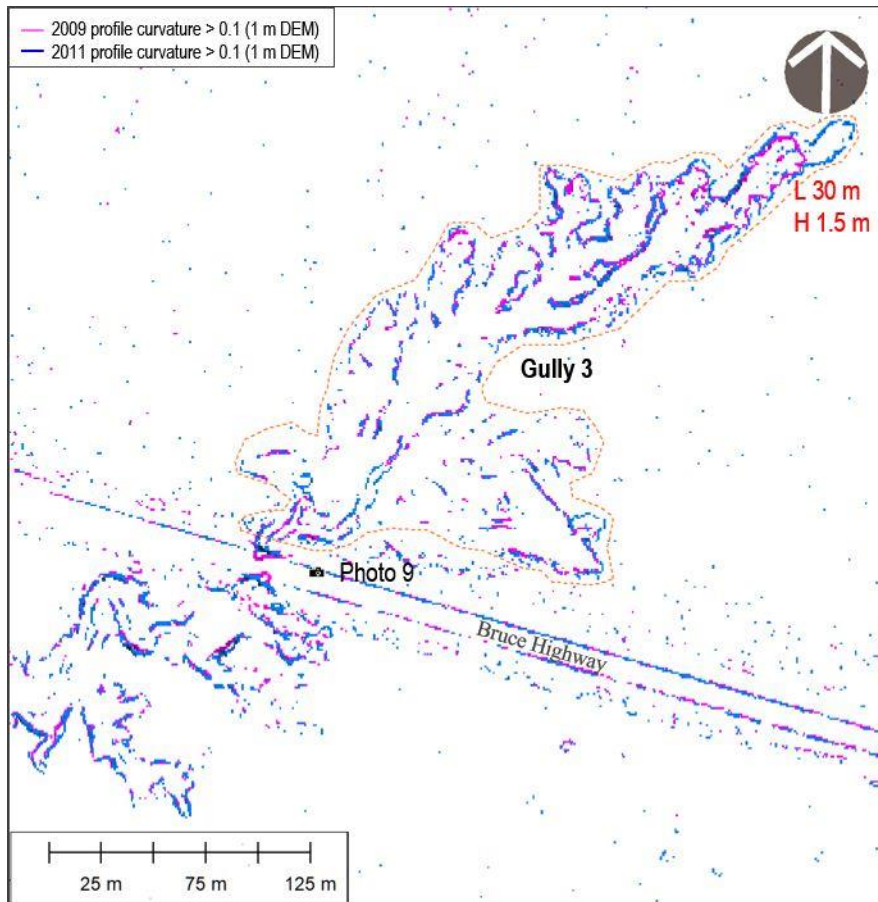 2009 profile curvature > 0.1 (1 m DEM)
2011 profile curvature > 0.1 (1 m DEM)
L 30 m
H 1.5 m
Gully 3
Photo 9
Bruce Highway
25 m 75 m 125 m